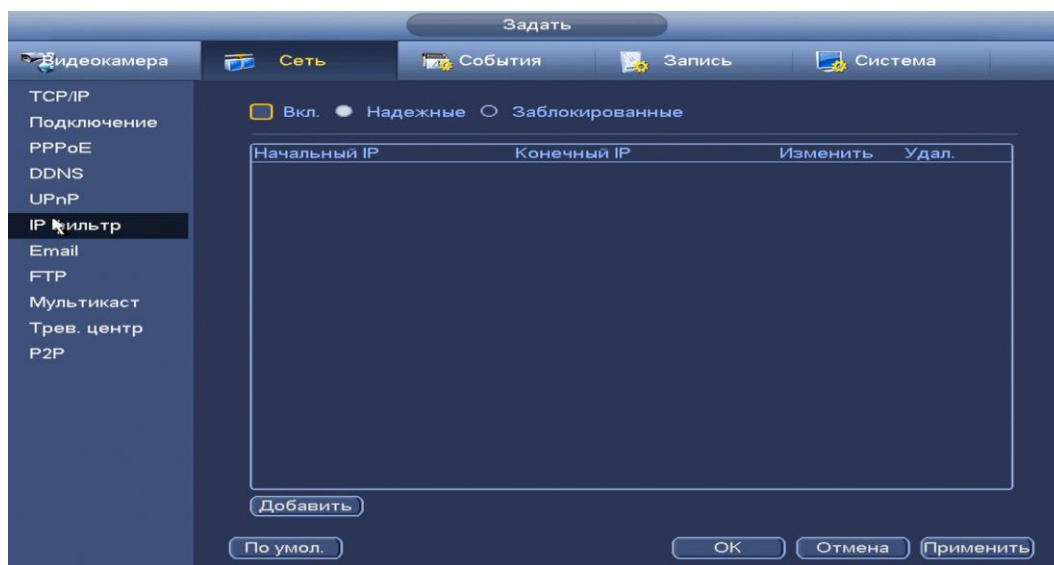 Задать
Видеокамера Сеть События Запись Система
TCP/IP
Подключение
PPPoE
DDNS
UPnP
IP Фильтр
Email
FTP
Мультикаст
Трев. центр
P2P
Вкл. Надежные Заблокированные
Начальный IP Конечный IP Изменить Удал.
Добавить
По умол. OK Отмена Применить